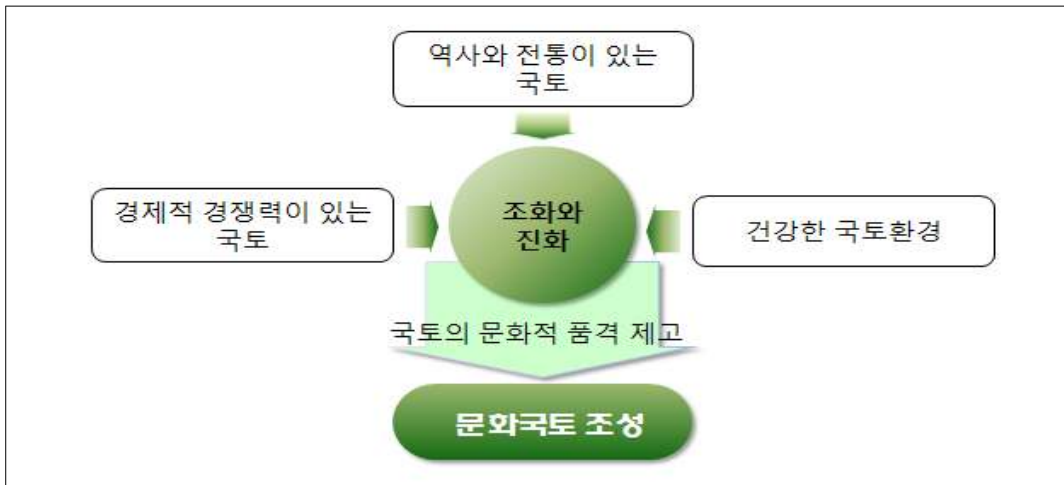 역사와 전통이 있는
국토
경제적 경쟁력이 있는
국토
조화와
진화
건강한 국토환경
국토의 문화적 품격 제고
문화국토 조성